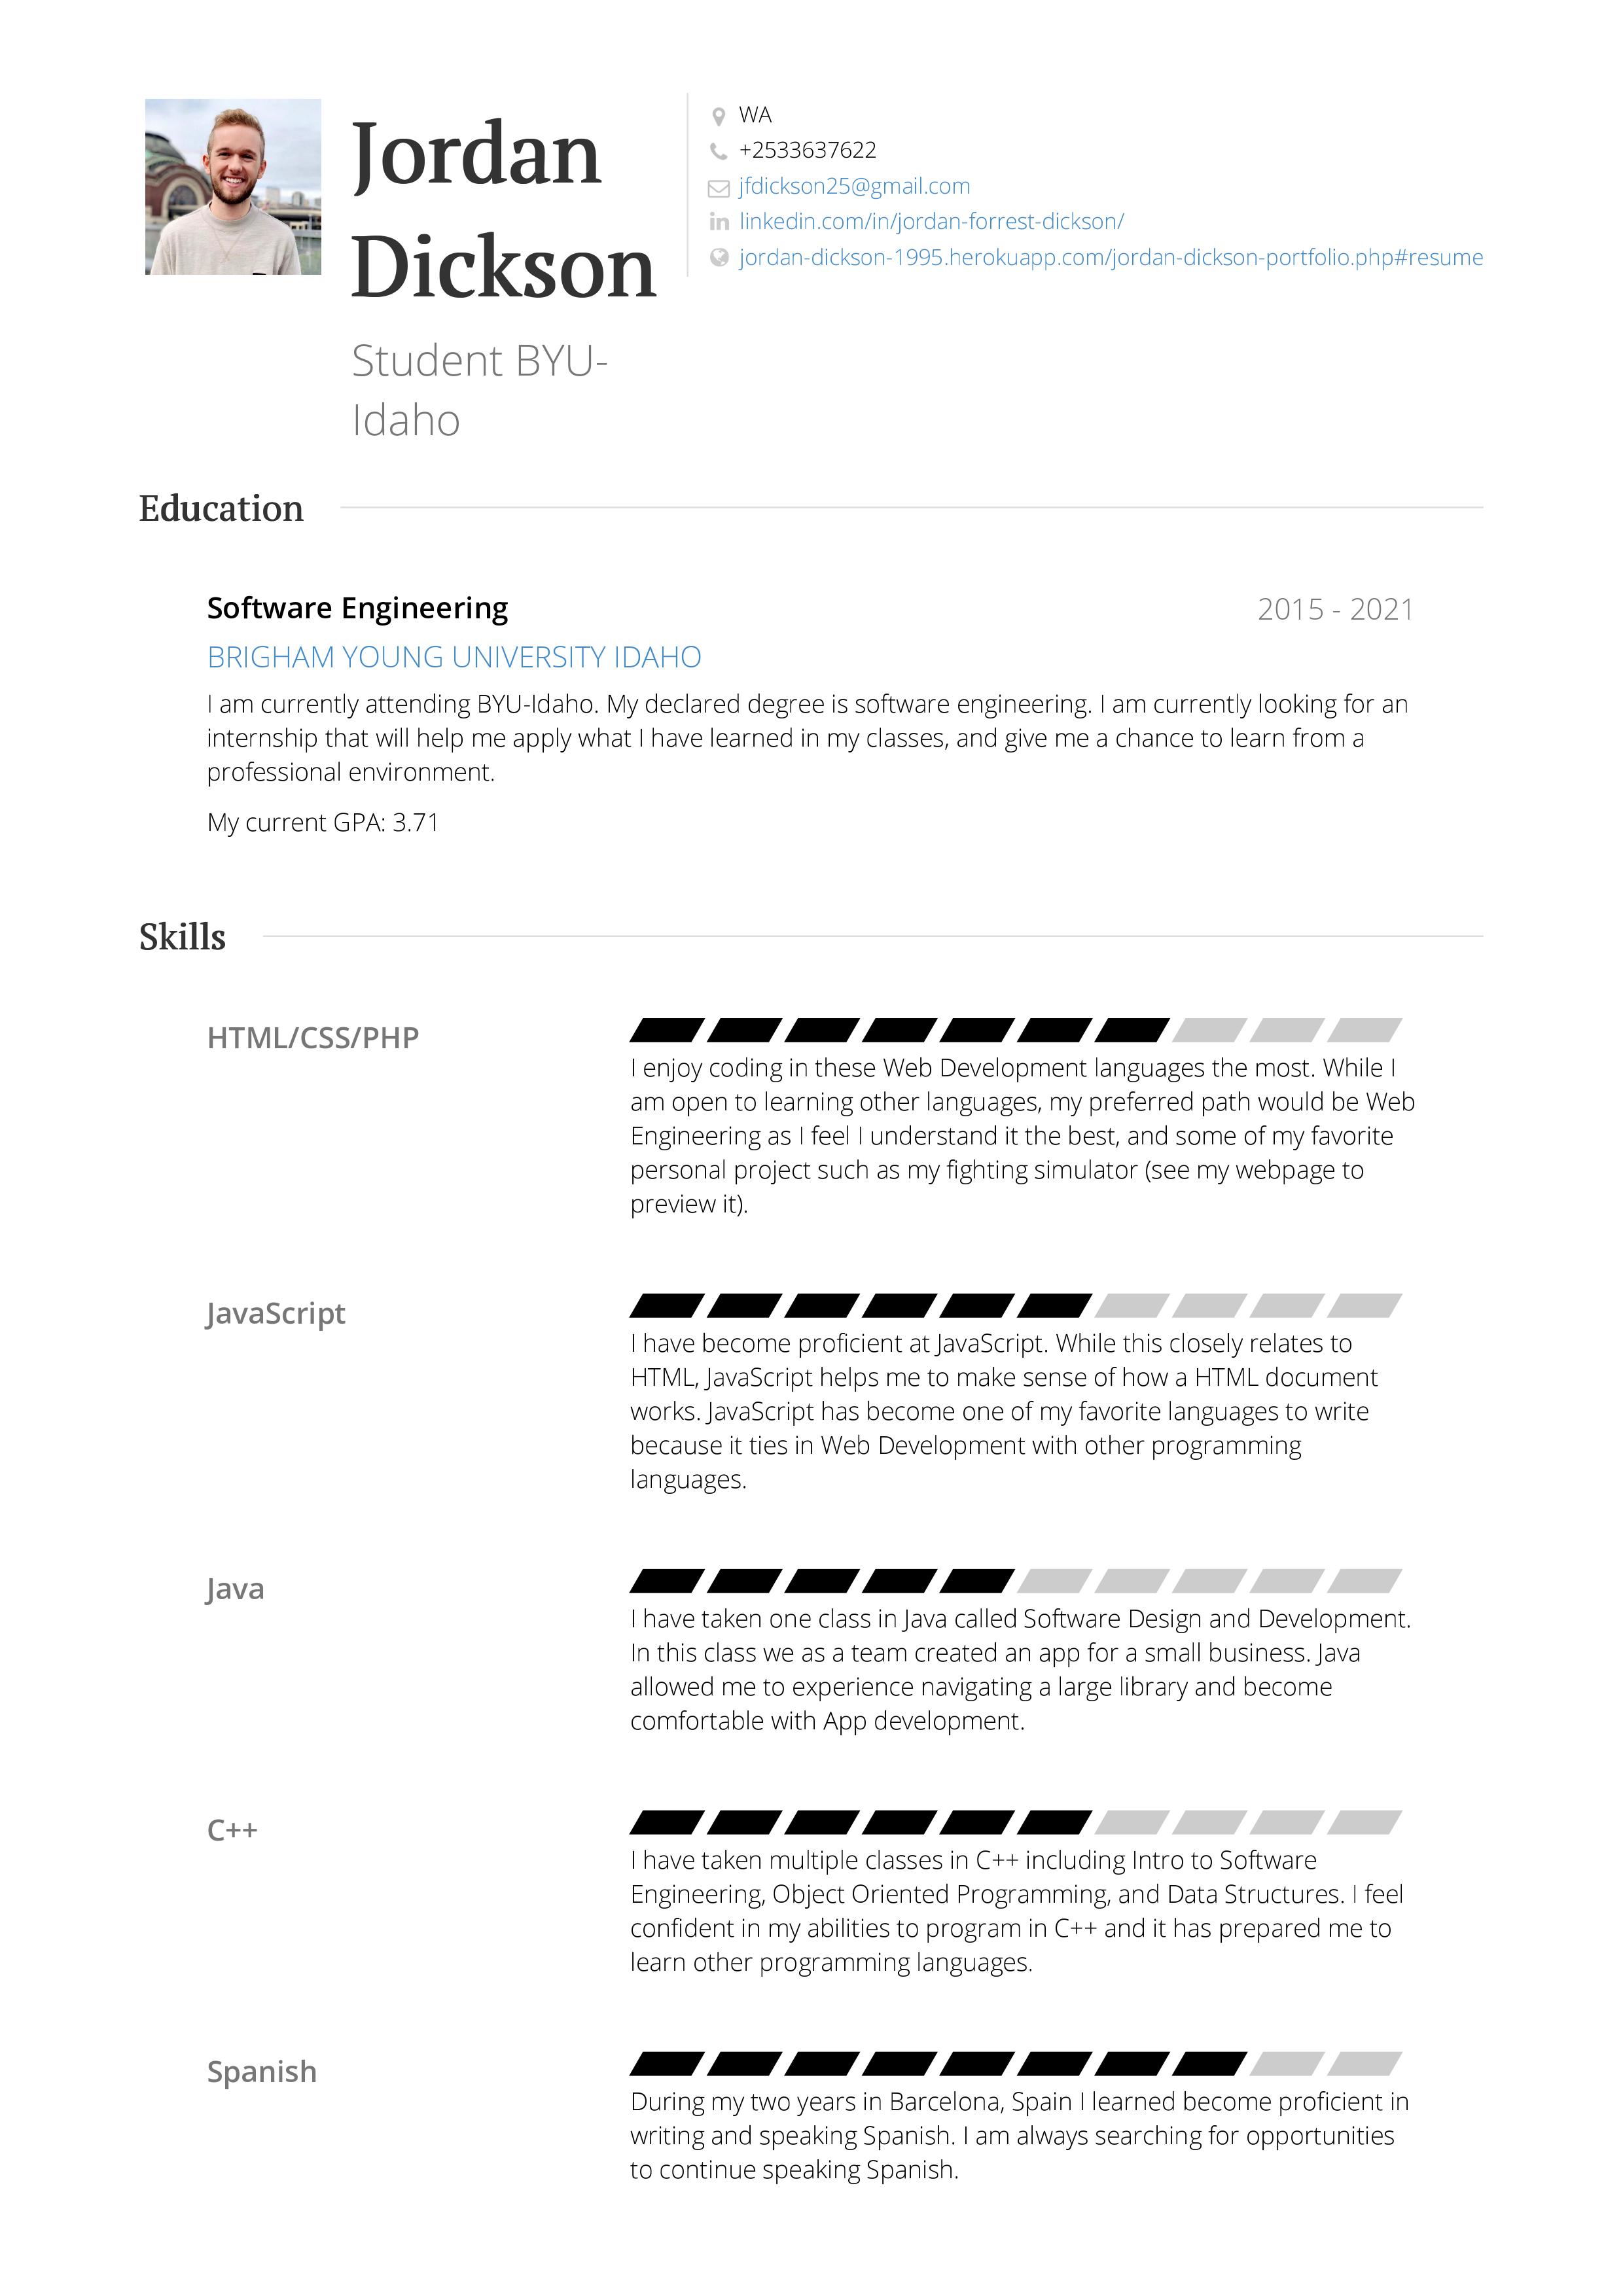 Jordan
Dickson
Student BYU-
Idaho
WA
+2533637622
jfdickson25@gmail.com
linkedin.com/in/jordan-forrest-dickson/
jordan-dickson-1995.herokuapp.com/jordan-dickson-portfolio.php#resume
Education
Software Engineering
2015 - 2021
BRIGHAM YOUNG UNIVERSITY IDAHO
I am currently attending BYU-Idaho. My declared degree is software engineering. I am currently looking for an
internship that will help me apply what I have learned in my classes, and give me a chance to learn from a
professional environment.
My current GPA: 3.71
Skills
HTML/CSS/PHP
I enjoy coding in these Web Development languages the most. While I
am open to learning other languages, my preferred path would be Web
Engineering as I feel I understand it the best, and some of my favorite
personal project such as my fighting simulator (see my webpage to
preview it).
JavaScript
I have become proficient at JavaScript. While this closely relates to
HTML, JavaScript helps me to make sense of how a HTML document
works. JavaScript has become one of my favorite languages to write
because it ties in Web Development with other programming
languages.
Java
I have taken one class in Java called Software Design and Development.
In this class we as a team created an app for a small business. Java
allowed me to experience navigating a large library and become
comfortable with App development.
C++
I have taken multiple classes in C++ including Intro to Software
Engineering, Object Oriented Programming, and Data Structures. I feel
confident in my abilities to program in C++ and it has prepared me to
learn other programming languages.
Spanish
During my two years in Barcelona, Spain I learned become proficient in
writing and speaking Spanish. I am always searching for opportunities
to continue speaking Spanish.